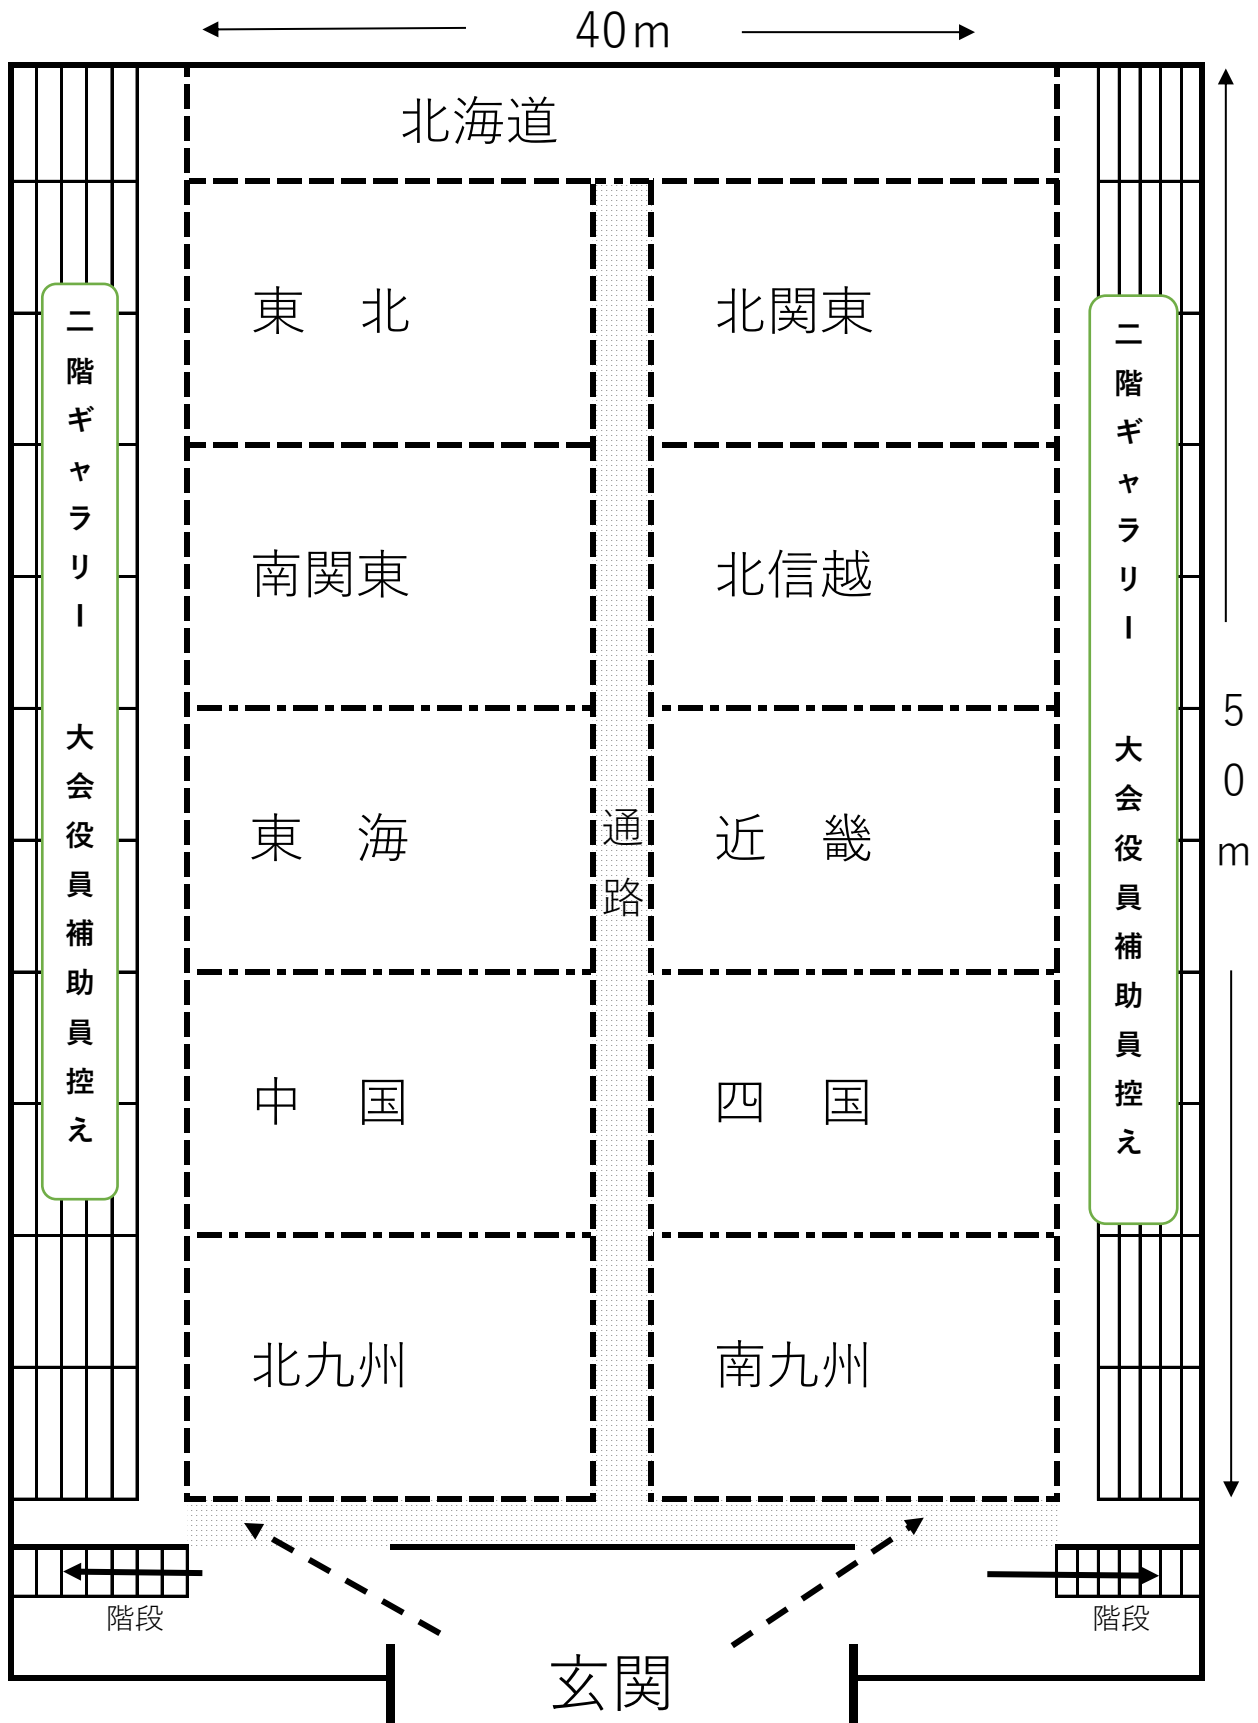 40m
北海道
東 北
北関東
南関東
北信越
東 海
近 畿
中 国
四 国
北九州
南九州
通路
二階ギャラリー 大会役員補助員控え
二階ギャラリー 大会役員補助員控え
50m
階段
階段
玄関